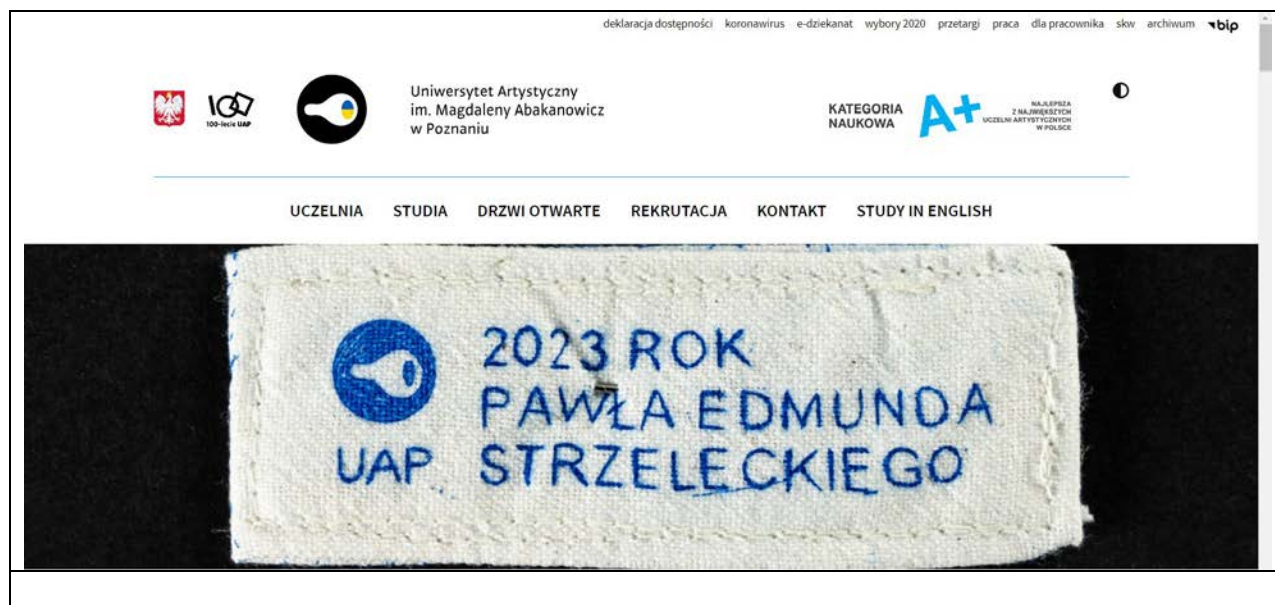 deklaracja dostępności koronawirus e-dziekanat wybory 2020 przetargi praca dla pracownika skw archiwum bip
100-lecie UAP
Uniwersytet Artystyczny
im. Magdaleny Abakanowicz
w Poznaniu
KATEGORIA
NAUKOWA
A+
NAJLEPSZA
Z NAJWIĘKSZYCH
UCZELNI ARTYSTYCZNYCH
W POLSCE
UCZELNIA STUDIA DRZWI OTWARTE REKRUTACJA KONTAKT STUDY IN ENGLISH
2023 ROK
PAWŁA EDMUNDA
UAP STRZELECKIEGO